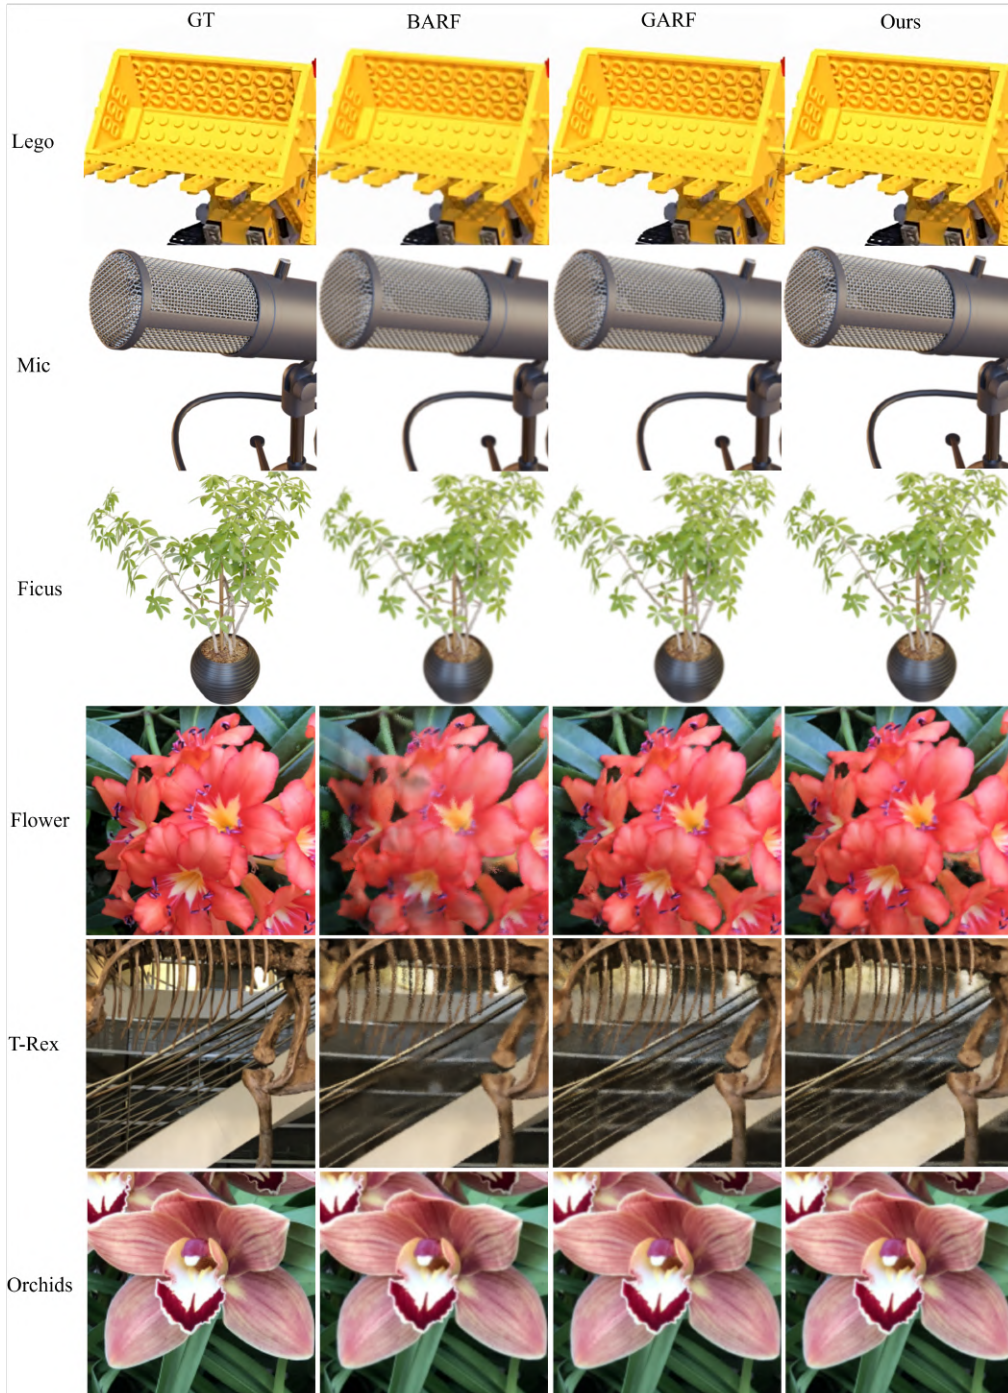 GT BARF GARF Ours
Lego
Mic
Ficus
Flower
T-Rex
Orchids